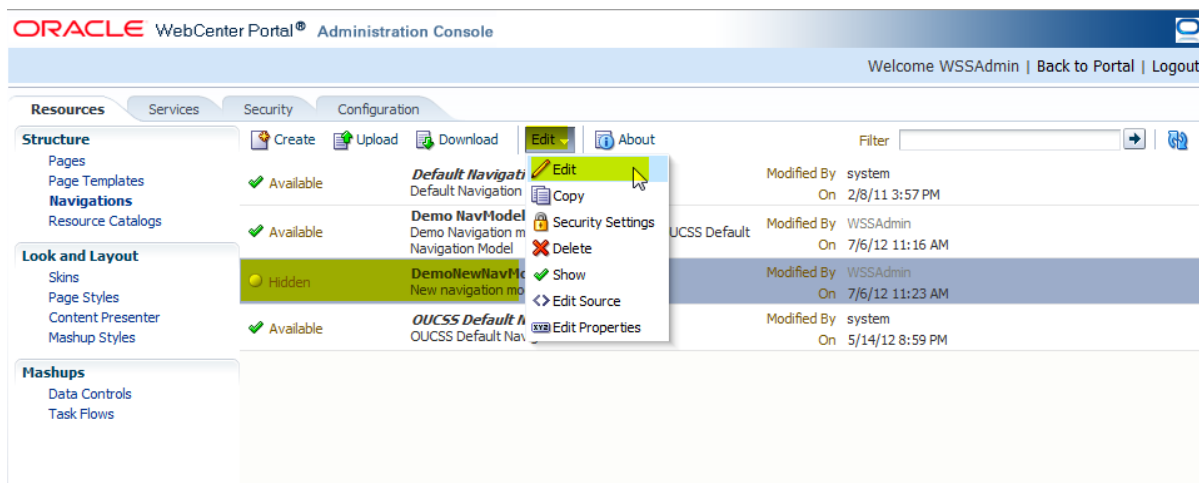 ORACLE WebCenter Portal® Administration Console
Welcome WSSAdmin | Back to Portal | Logout
Resources Services Security Configuration
Structure
Pages
Page Templates
Navigations
Resource Catalogs
Look and Layout
Skins
Page Styles
Content Presenter
Mashup Styles
Mashups
Data Controls
Task Flows
Create Upload Download Edit About Filter
Available Default Navigati Modified By system
Default Navigation On 2/8/11 3:57 PM
Available Demo NavModel Modified By WSSAdmin
Demo Navigation m UCSS Default
Navigation Model On 7/6/12 11:16 AM
Hidden DemoNewNavMo Modified By WSSAdmin
New navigation mo On 7/6/12 11:23 AM
Available OUCSS Default N Modified By system
OUCSS Default Nav On 5/14/12 8:59 PM
Edit
Copy
Security Settings
Delete
Show
<> Edit Source
xyz Edit Properties